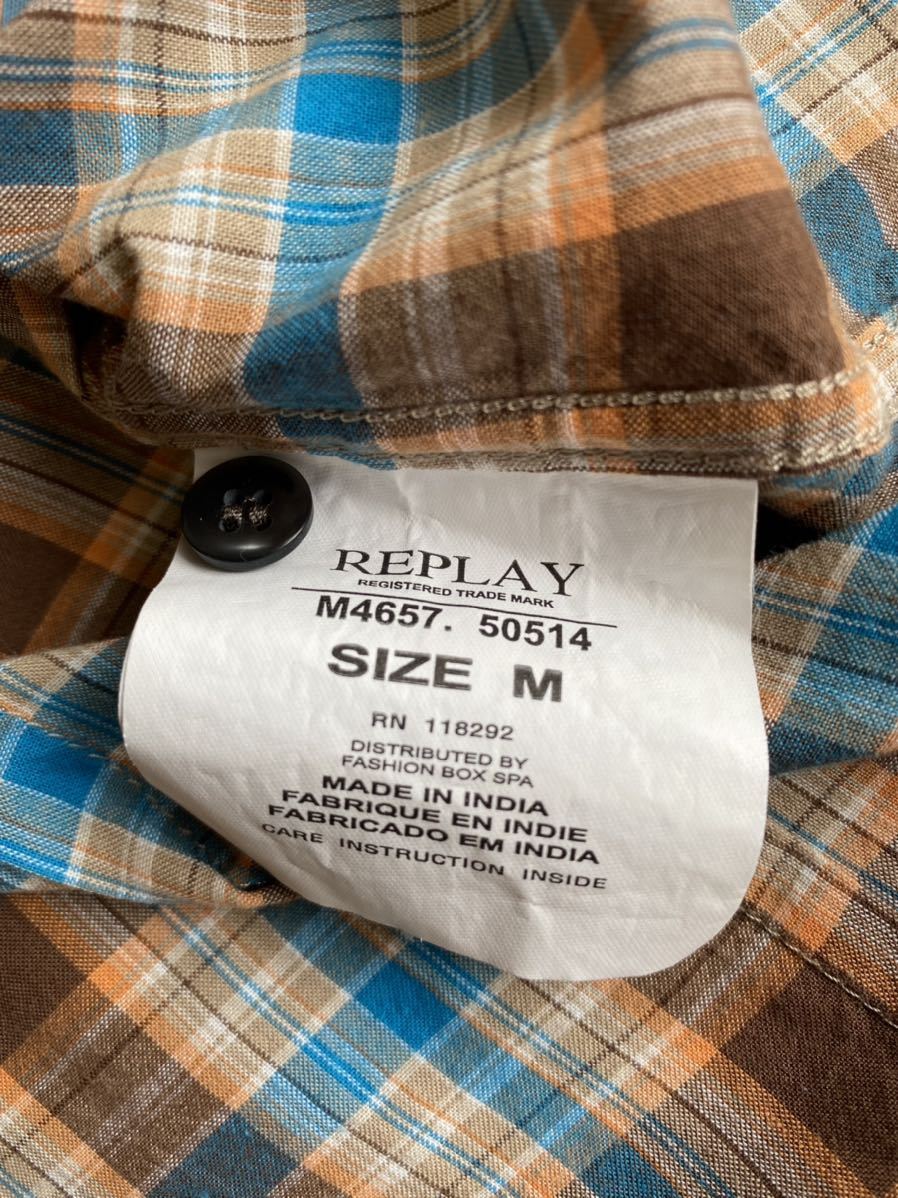 REPLAY
REGISTERED TRADE MARK
M4657. 50514
SIZE M
RN 118292
DISTRIBUTED BY
FASHION BOX SPA
MADE IN INDIA
FABRIQUE EN INDIE
FABRICADO EM INDIA
CARE INSTRUCTION INSIDE